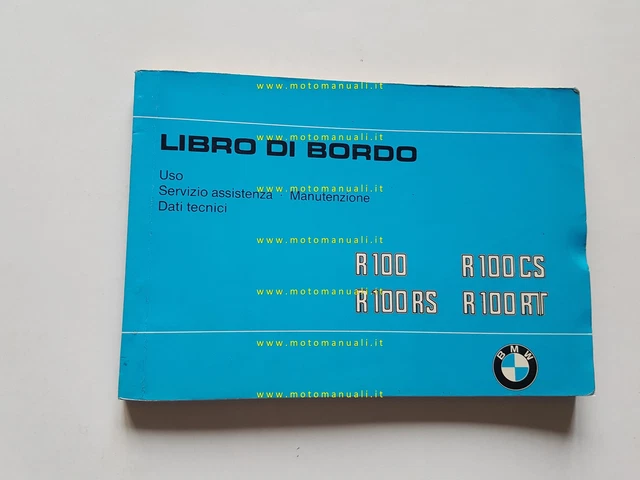 www.motomanuali.it
www.motomanuali.it
LIBRO DI BORDO
Uso
Servizio assistenza - Manutenzione
www.motomanuali.it
Dati tecnici
www.motomanuali.it
R100 R100CS
www.motomanuali.it
R100RS R100RT
www.motomanuali.it
BMW
www.motomanuali.it